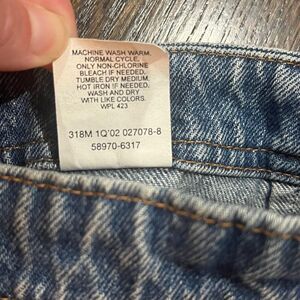 MACHINE WASH WARM,
NORMAL CYCLE,
ONLY NON-CHLORINE
BLEACH IF NEEDED,
TUMBLE DRY MEDIUM,
HOT IRON IF NEEDED,
WASH AND DRY
WITH LIKE COLORS.
WPL 423
318M 1Q'02 027078-8
58970-6317